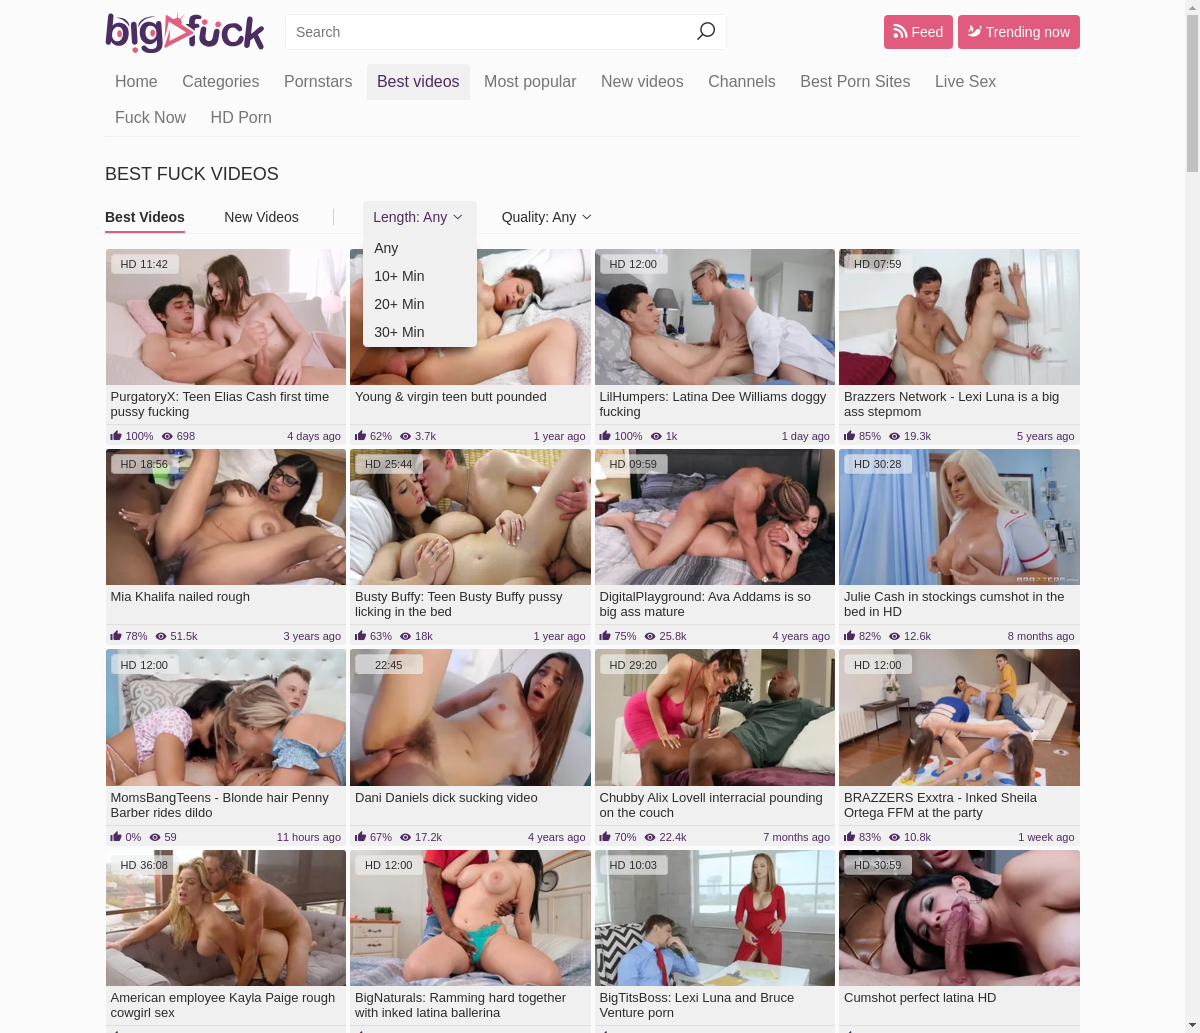 bigfuck
Search
Feed
Trending now
Home
Categories
Pornstars
Best videos
Most popular
New videos
Channels
Best Porn Sites
Live Sex
Fuck Now
HD Porn
BEST FUCK VIDEOS
Best Videos
New Videos
Length: Any
Quality: Any
Any
10+ Min
20+ Min
30+ Min
HD 11:42
PurgatoryX: Teen Elias Cash first time
pussy fucking
100% 698 4 days ago
Young & virgin teen butt pounded
62% 3.7k 1 year ago
HD 12:00
LilHumpers: Latina Dee Williams doggy
fucking
100% 1k 1 day ago
HD 07:59
Brazzers Network - Lexi Luna is a big
ass stepmom
85% 19.3k 5 years ago
HD 18:56
Mia Khalifa nailed rough
78% 51.5k 3 years ago
HD 25:44
Busty Buffy: Teen Busty Buffy pussy
licking in the bed
63% 18k 1 year ago
HD 09:59
DigitalPlayground: Ava Addams is so
big ass mature
75% 25.8k 4 years ago
HD 30:28
BRAZZERS
Julie Cash in stockings cumshot in the
bed in HD
82% 12.6k 8 months ago
HD 12:00
MomsBangTeens - Blonde hair Penny
Barber rides dildo
0% 59 11 hours ago
22:45
Dani Daniels dick sucking video
67% 17.2k 4 years ago
HD 29:20
Chubby Alix Lovell interracial pounding
on the couch
70% 22.4k 7 months ago
HD 12:00
BRAZZERS Exxtra - Inked Sheila
Ortega FFM at the party
83% 10.8k 1 week ago
HD 36:08
American employee Kayla Paige rough
cowgirl sex
HD 12:00
BigNaturals: Ramming hard together
with inked latina ballerina
HD 10:03
BigTitsBoss: Lexi Luna and Bruce
Venture porn
HD 30:59
Cumshot perfect latina HD